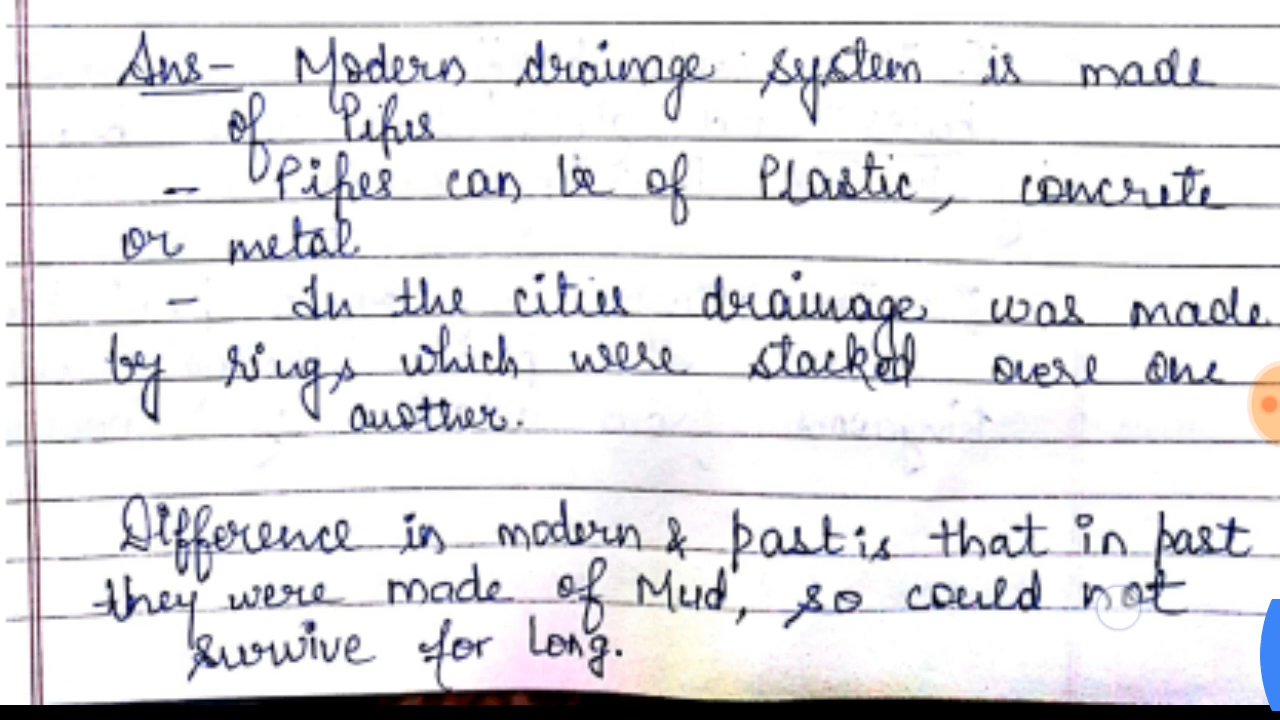 Ans- Modern drainage system is made
of Pipes
- Pipes can be of Plastic, concrete
or metal
- In the cities drainage was made
by rings which were stacked over one
another.
Difference in modern & past is that in past
they were made of Mud, so could not
survive for long.